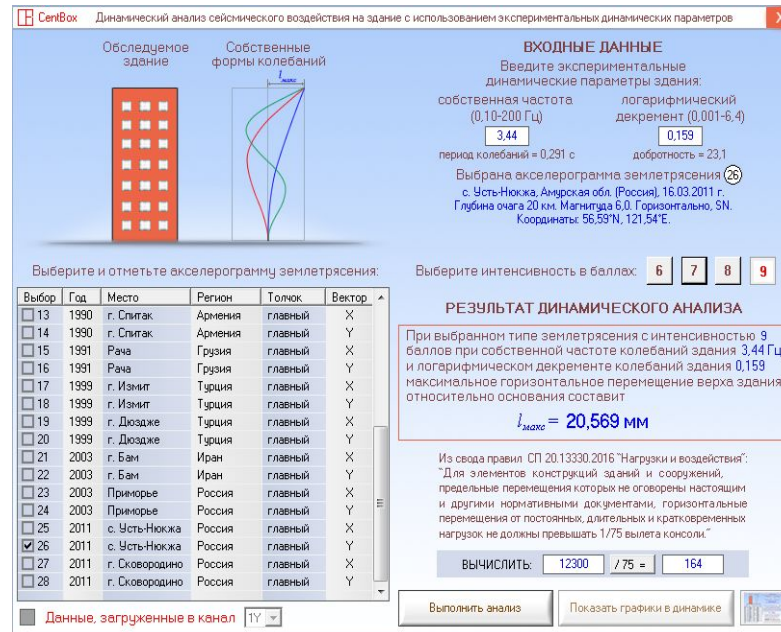 CentBox Динамический анализ сейсмического воздействия на здание с использованием экспериментальных динамических параметров
Обследуемое
здание
Собственные
формы колебаний
l макс
Выберите и отметьте акселерограмму землетрясения:
Выбор Год Место Регион Толчок Вектор
13 1990 г. Спитак Армения главный X
14 1990 г. Спитак Армения главный Y
15 1991 Рача Грузия главный X
16 1991 Рача Грузия главный Y
17 1999 г. Измит Турция главный X
18 1999 г. Измит Турция главный Y
19 1999 г. Дюздже Турция главный X
20 1999 г. Дюздже Турция главный Y
21 2003 г. Бам Иран главный X
22 2003 г. Бам Иран главный Y
23 2003 Приморье Россия главный X
24 2003 Приморье Россия главный Y
25 2011 с. Усть-Нюкжа Россия главный X
26 2011 с. Усть-Нюкжа Россия главный Y
27 2011 г. Сковородино Россия главный X
28 2011 г. Сковородино Россия главный Y
Данные, загруженные в канал 1Y
ВХОДНЫЕ ДАННЫЕ
Введите экспериментальные
динамические параметры здания:
собственная частота
(0,10-200 Гц)
3,44
период колебаний = 0,291 с
логарифмический
декремент (0,001-6,4)
0,159
добротность = 23,1
Выбрана акселерограмма землетрясения 26
с. Усть-Нюкжа, Амурская обл. (Россия), 16.03.2011 г.
Глубина очага 20 км. Магнитуда 6,0. Горизонтально, SN.
Координаты: 56,59°N, 121,54°E.
Выберите интенсивность в баллах: 6 7 8 9
РЕЗУЛЬТАТ ДИНАМИЧЕСКОГО АНАЛИЗА
При выбранном типе землетрясения с интенсивностью 9
баллов при собственной частоте колебаний здания 3,44 Гц
и логарифмическом декременте колебаний здания 0,159
максимальное горизонтальное перемещение верха здания
относительно основания составит
l макс = 20,569 мм
Из свода правил СП 20.13330.2016 "Нагрузки и воздействия":
"Для элементов конструкций зданий и сооружений,
предельные перемещения которых не оговорены настоящим
и другими нормативными документами, горизонтальные
перемещения от постоянных, длительных и кратковременных
нагрузок не должны превышать 1/75 вылета консоли."
ВЫЧИСЛИТЬ: 12300 / 75 = 164
Выполнить анализ
Показать графики в динамике